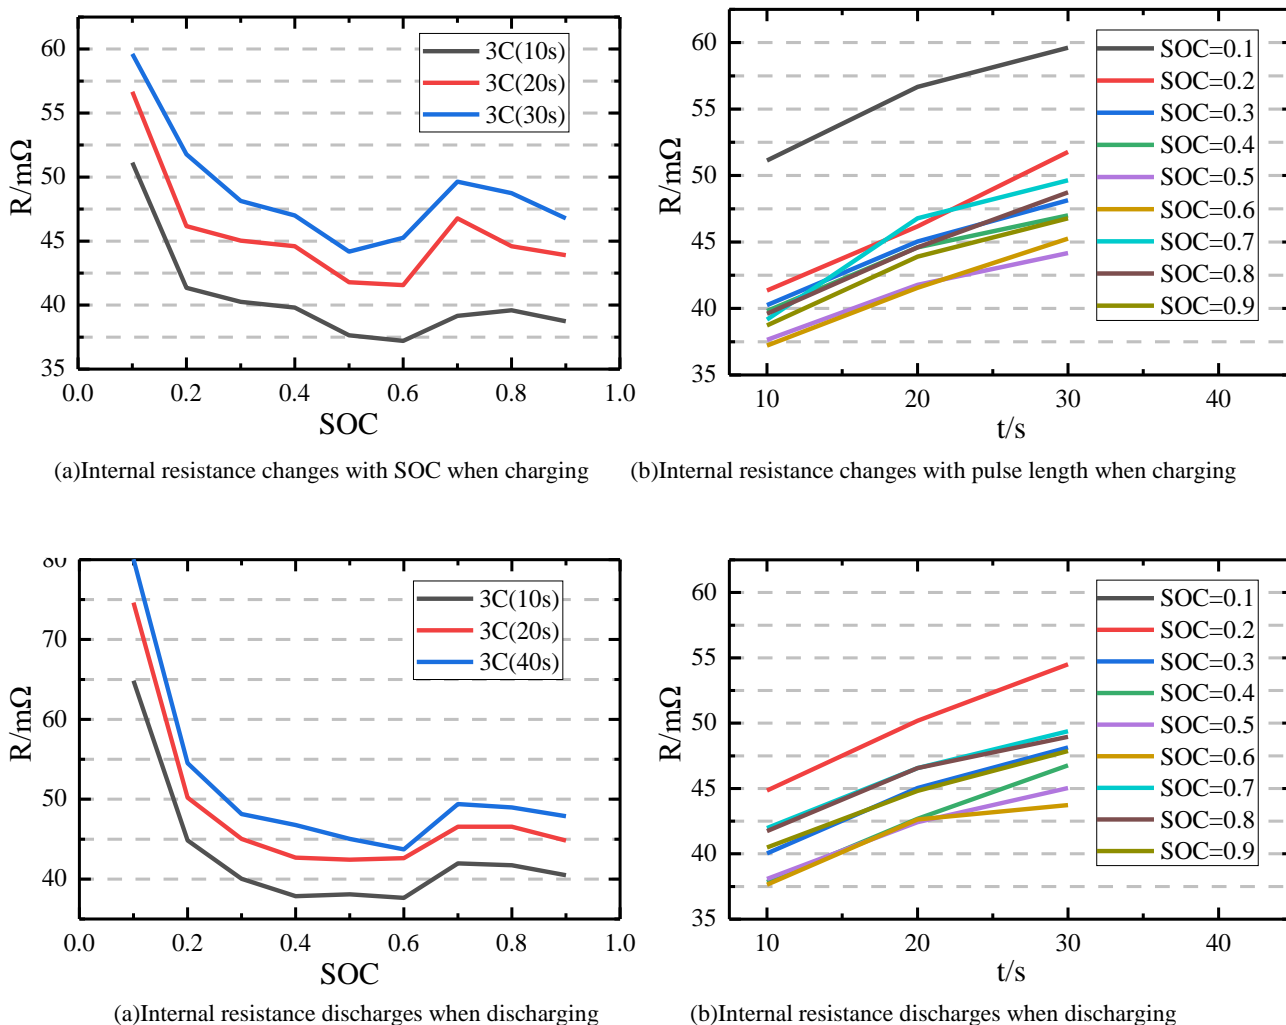 60
55
50
45
40
35
R/mΩ
3C(10s)
3C(20s)
3C(30s)
0.0 0.2 0.4 0.6 0.8 1.0
SOC
60
55
50
45
40
35
R/mΩ
SOC=0.1
SOC=0.2
SOC=0.3
SOC=0.4
SOC=0.5
SOC=0.6
SOC=0.7
SOC=0.8
SOC=0.9
10 20 30 40
t/s
(a)Internal resistance changes with SOC when charging
(b)Internal resistance changes with pulse length when charging
80
70
60
50
40
R/mΩ
3C(10s)
3C(20s)
3C(40s)
0.0 0.2 0.4 0.6 0.8 1.0
SOC
60
55
50
45
40
35
R/mΩ
SOC=0.1
SOC=0.2
SOC=0.3
SOC=0.4
SOC=0.5
SOC=0.6
SOC=0.7
SOC=0.8
SOC=0.9
10 20 30 40
t/s
(a)Internal resistance discharges when discharging
(b)Internal resistance discharges when discharging